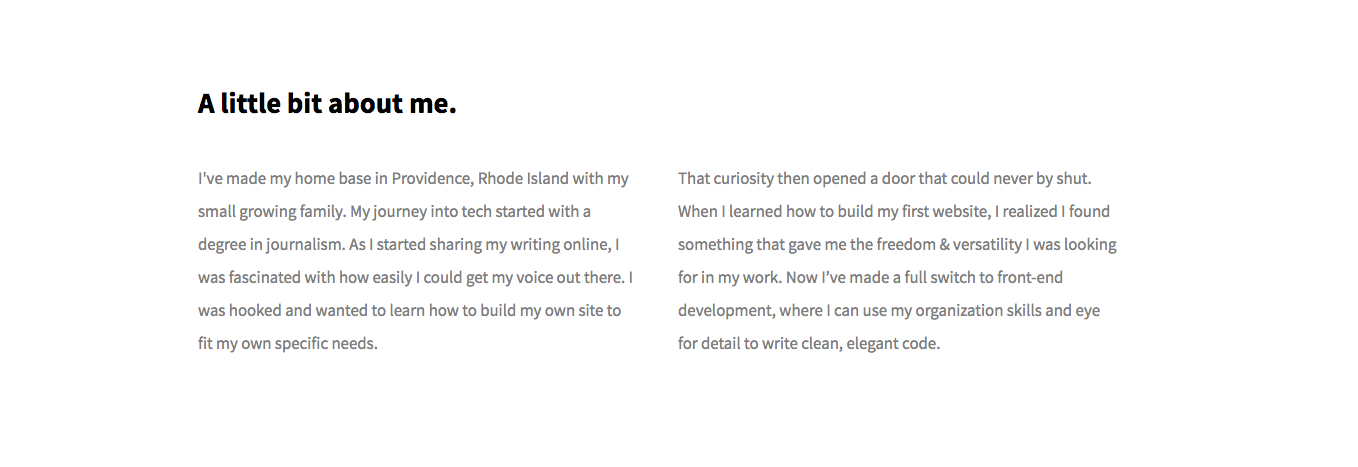 A little bit about me.
I've made my home base in Providence, Rhode Island with my
small growing family. My journey into tech started with a
degree in journalism. As I started sharing my writing online, I
was fascinated with how easily I could get my voice out there. I
was hooked and wanted to learn how to build my own site to
fit my own specific needs.
That curiosity then opened a door that could never by shut.
When I learned how to build my first website, I realized I found
something that gave me the freedom & versatility I was looking
for in my work. Now I’ve made a full switch to front-end
development, where I can use my organization skills and eye
for detail to write clean, elegant code.